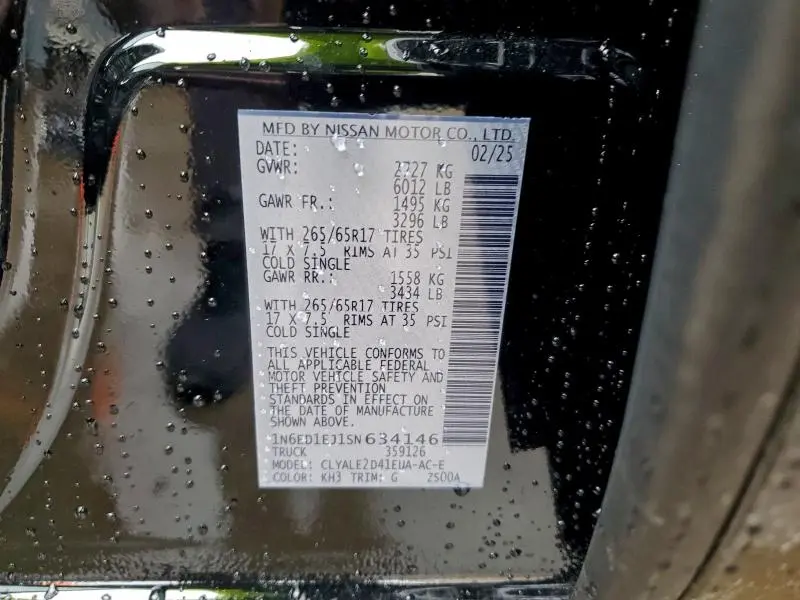 MFD BY NISSAN MOTOR CO., LTD.
DATE: 02/25
GVWR: 2727 KG
6012 LB
GAWR FR.: 1495 KG
3296 LB
WITH 265/65R17 TIRES
17 X 7.5 RIMS AT 35 PSI
COLD SINGLE
GAWR RR.: 1558 KG
3434 LB
WITH 265/65R17 TIRES
17 X 7.5 RIMS AT 35 PSI
COLD SINGLE
THIS VEHICLE CONFORMS TO
ALL APPLICABLE FEDERAL
MOTOR VEHICLE SAFETY AND
THEFT PREVENTION
STANDARDS IN EFFECT ON
THE DATE OF MANUFACTURE
SHOWN ABOVE.
1N6ED1EJ1SN634146
TRUCK 359126
MODEL: CLYALE2D41EUA-AC-E
COLOR: KH3 TRIM: G 2S00A